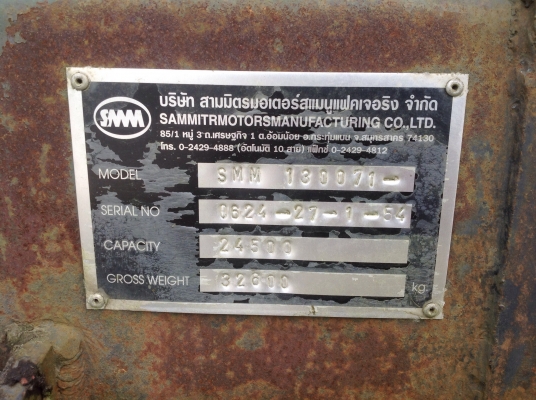 SMM
บริษัท สามมิตรมอเตอร์สแมนูแฟคเจอริง จำกัด
SAMMITRMOTORSMANUFACTURING CO.,LTD.
85/1 หมู่ 3 ถ.เศรษฐกิจ 1 ต.อ้อมน้อย อ.กระทุ่มแบน จ.สมุทรสาคร 74130
โทร. 0-2429-4888 (อัตโนมัติ 10 สาย) แฟ็กซ์ 0-2429-4812
MODEL SMM 130071-
SERIAL NO 0624-27-1-54
CAPACITY 24500
GROSS WEIGHT 32600 kg